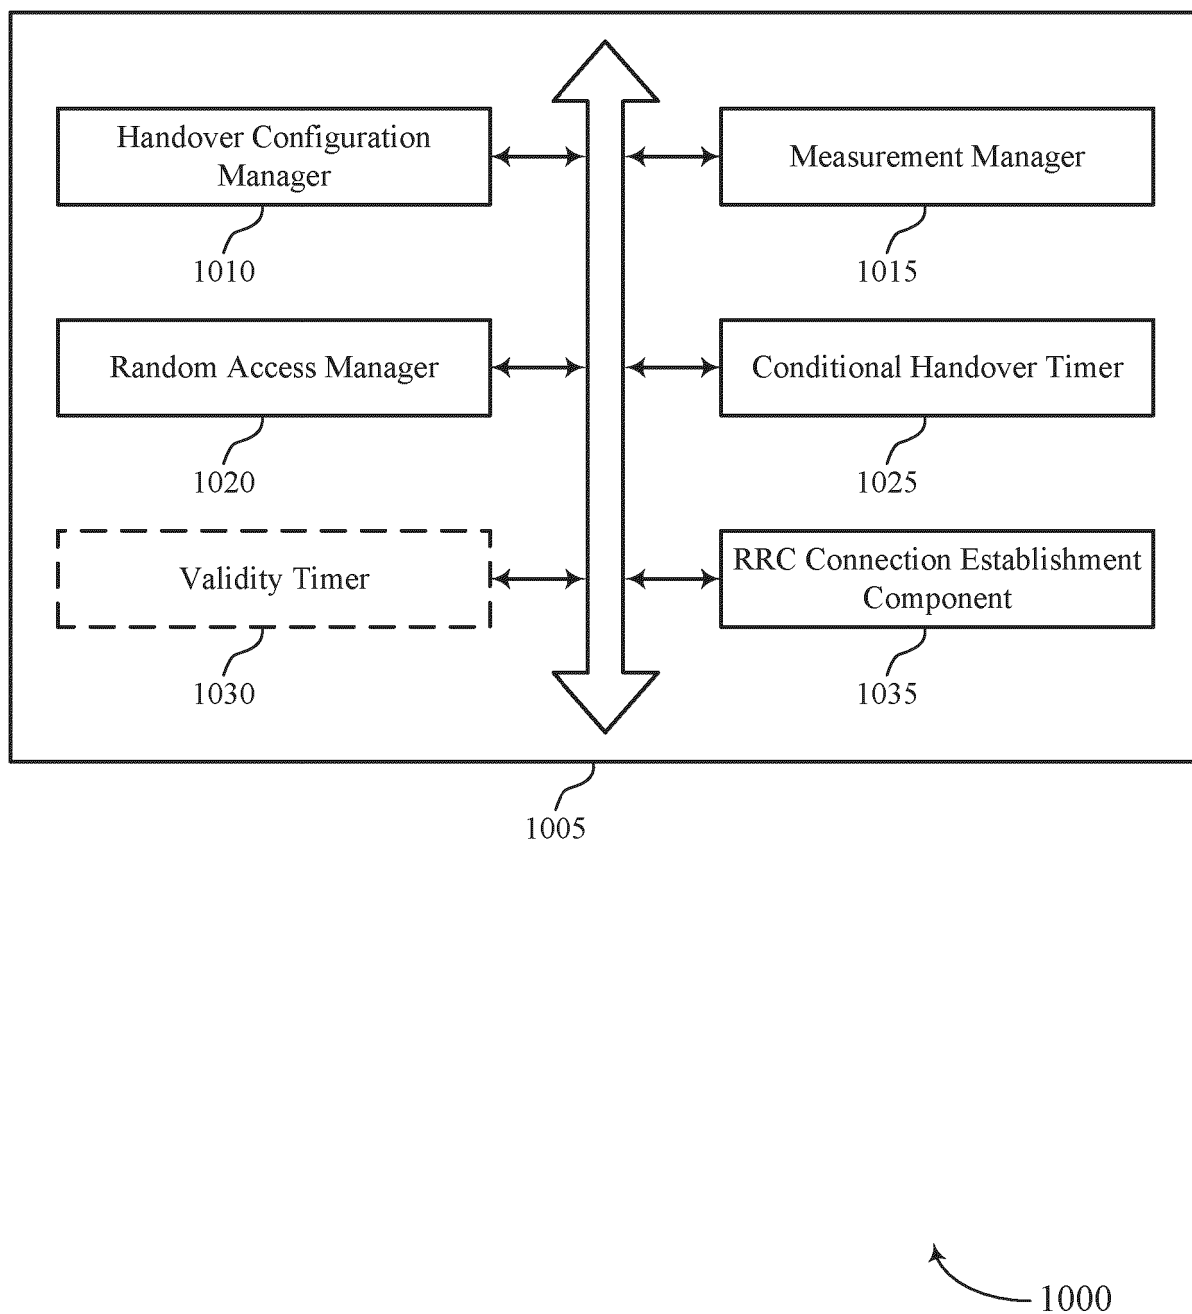 Handover Configuration
Manager
1010
Measurement Manager
1015
Random Access Manager
1020
Conditional Handover Timer
1025
Validity Timer
1030
RRC Connection Establishment
Component
1035
1005
1000